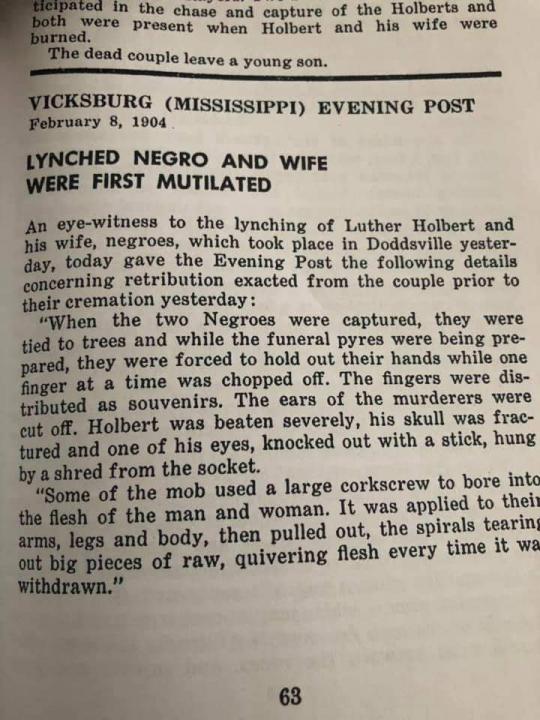 ticipated in the chase and capture of the Holberts and
both were present when Holbert and his wife were
burned.
The dead couple leave a young son.
VICKSBURG (MISSISSIPPI) EVENING POST
February 8, 1904
LYNCHED NEGRO AND WIFE
WERE FIRST MUTILATED
An eye-witness to the lynching of Luther Holbert and
his wife, negroes, which took place in Doddsville yester-
day, today gave the Evening Post the following details
concerning retribution exacted from the couple prior to
their cremation yesterday:
"When the two Negroes were captured, they were
tied to trees and while the funeral pyres were being pre-
pared, they were forced to hold out their hands while one
finger at a time was chopped off. The fingers were dis-
tributed as souvenirs. The ears of the murderers were
cut off. Holbert was beaten severely, his skull was frac-
tured and one of his eyes, knocked out with a stick, hung
by a shred from the socket.
"Some of the mob used a large corkscrew to bore into
the flesh of the man and woman. It was applied to their
arms, legs and body, then pulled out, the spirals tearing
out big pieces of raw, quivering flesh every time it wa
withdrawn."
63